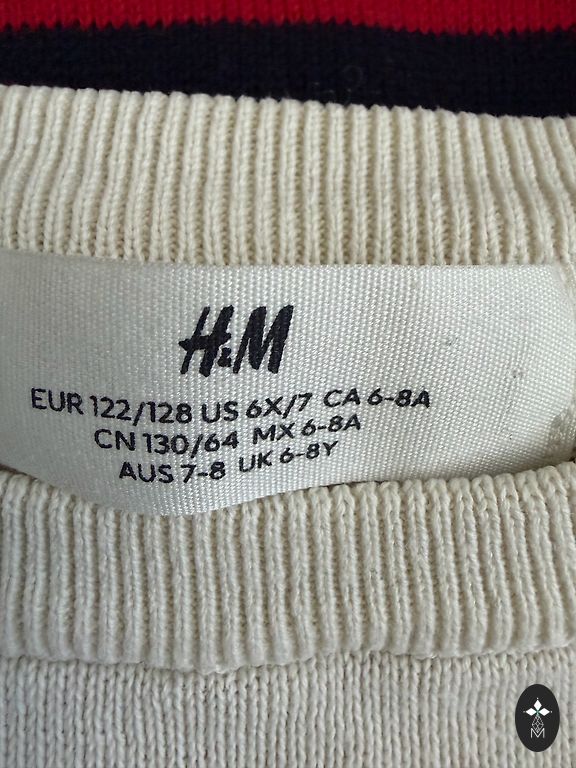 H&M
EUR 122/128 US 6X/7 CA 6-8A
CN 130/64 MX 6-8A
AUS 7-8 UK 6-8Y
M